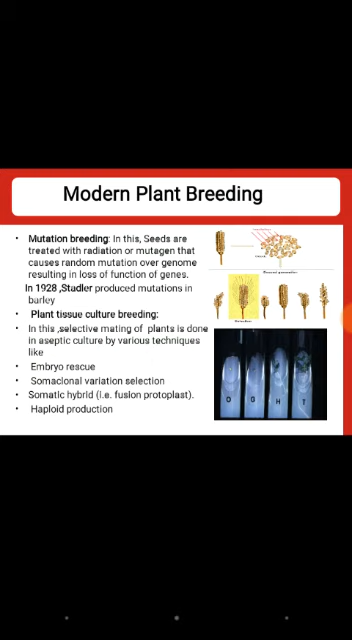 Modern Plant Breeding
• Mutation breeding: In this, Seeds are
treated with radiation or mutagen that
causes random mutation over genome
resulting in loss of function of genes.
In 1928 ,Stadler produced mutations in
barley
• Plant tissue culture breeding:
• In this ,selective mating of plants is done
in aseptic culture by various techniques
like
• Embryo rescue
• Somaclonal variation selection
• Somatic hybrid (i.e. fusion protoplast).
• Haploid production
O G H T